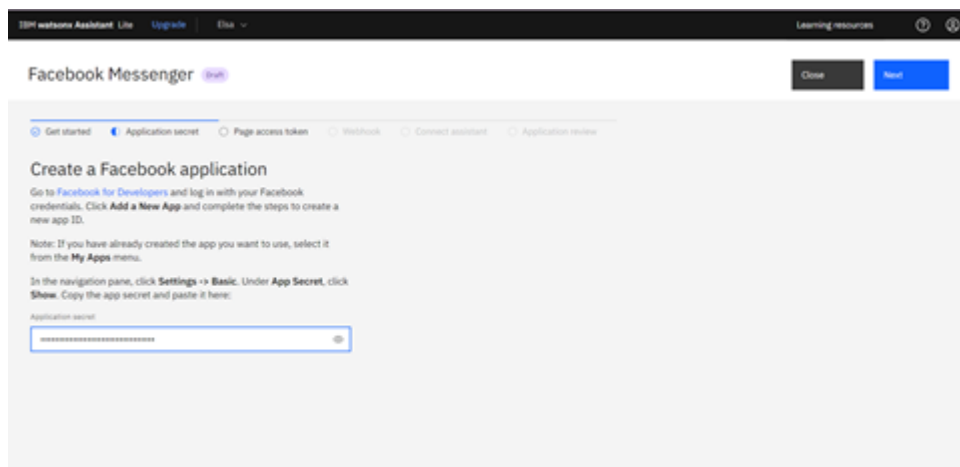 IBM watsonx Assistant Lite Upgrade Elsa Learning resources
Facebook Messenger Draft Close Next
Get started Application secret Page access token Webhook Connect assistant Application review
Create a Facebook application
Go to Facebook for Developers and log in with your Facebook
credentials. Click Add a New App and complete the steps to create a
new app ID.
Note: If you have already created the app you want to use, select it
from the My Apps menu.
In the navigation pane, click Settings -> Basic. Under App Secret, click
Show. Copy the app secret and paste it here:
Application secret